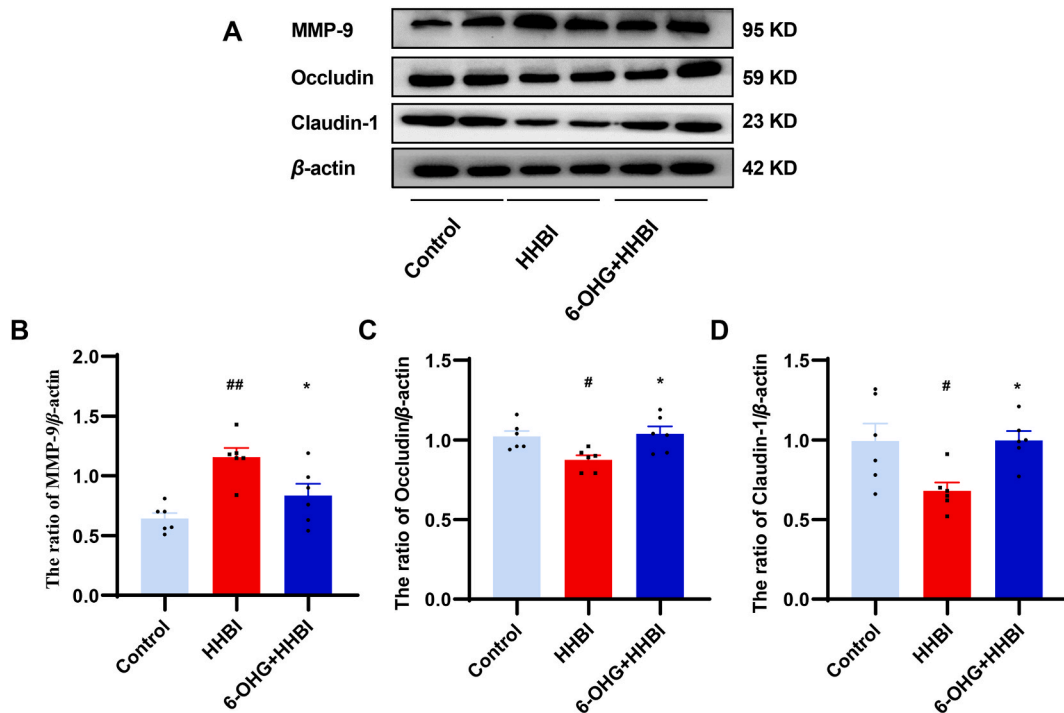 A
MMP-9 95 KD
Occludin 59 KD
Claudin-1 23 KD
β-actin 42 KD
Control HHBI 6-OHG+HHBI
B
The ratio of MMP-9/β-actin
2.0
1.5
1.0
0.5
0.0
## *
Control HHBI 6-OHG+HHBI
C
The ratio of Occludin/β-actin
1.5
1.0
0.5
0.0
# *
Control HHBI 6-OHG+HHBI
D
The ratio of Claudin-1/β-actin
1.5
1.0
0.5
0.0
# *
Control HHBI 6-OHG+HHBI